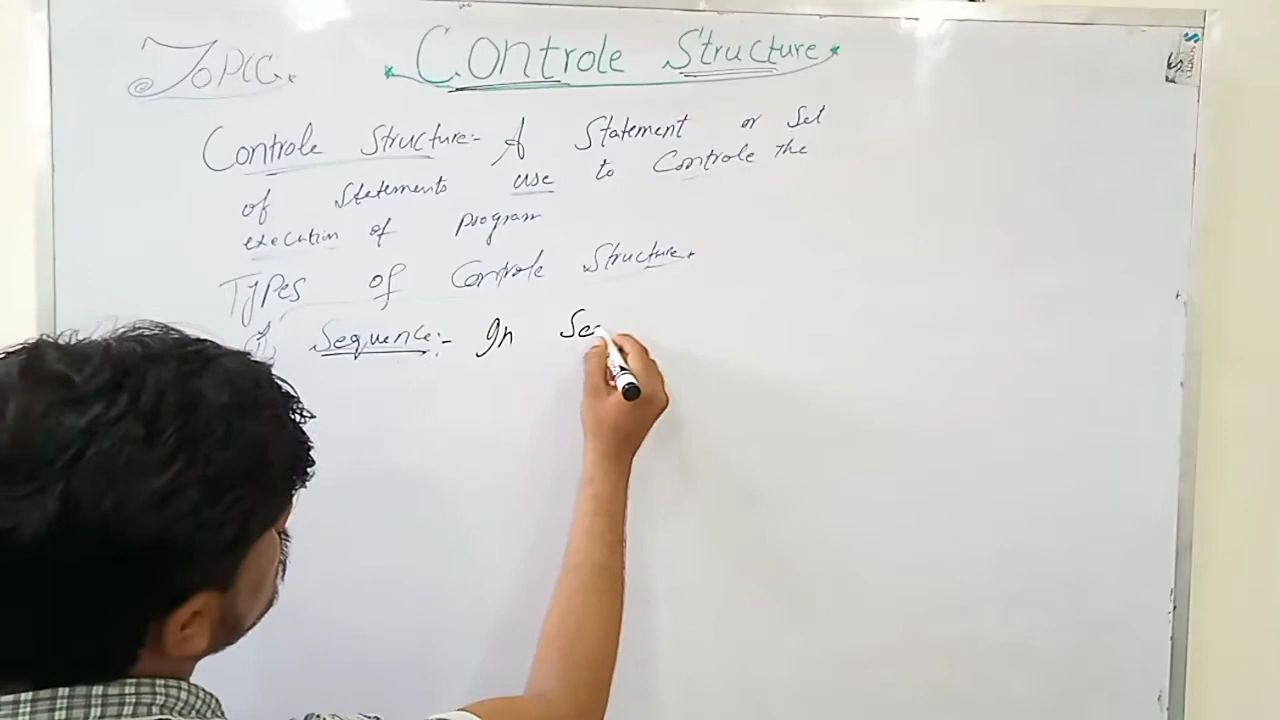 Topic. Controle Structure
Controle Structure:- A Statement or Set
of Statements use to Controle the
execution of program
Types of Controle Structure.
(1) Sequence:- In Se